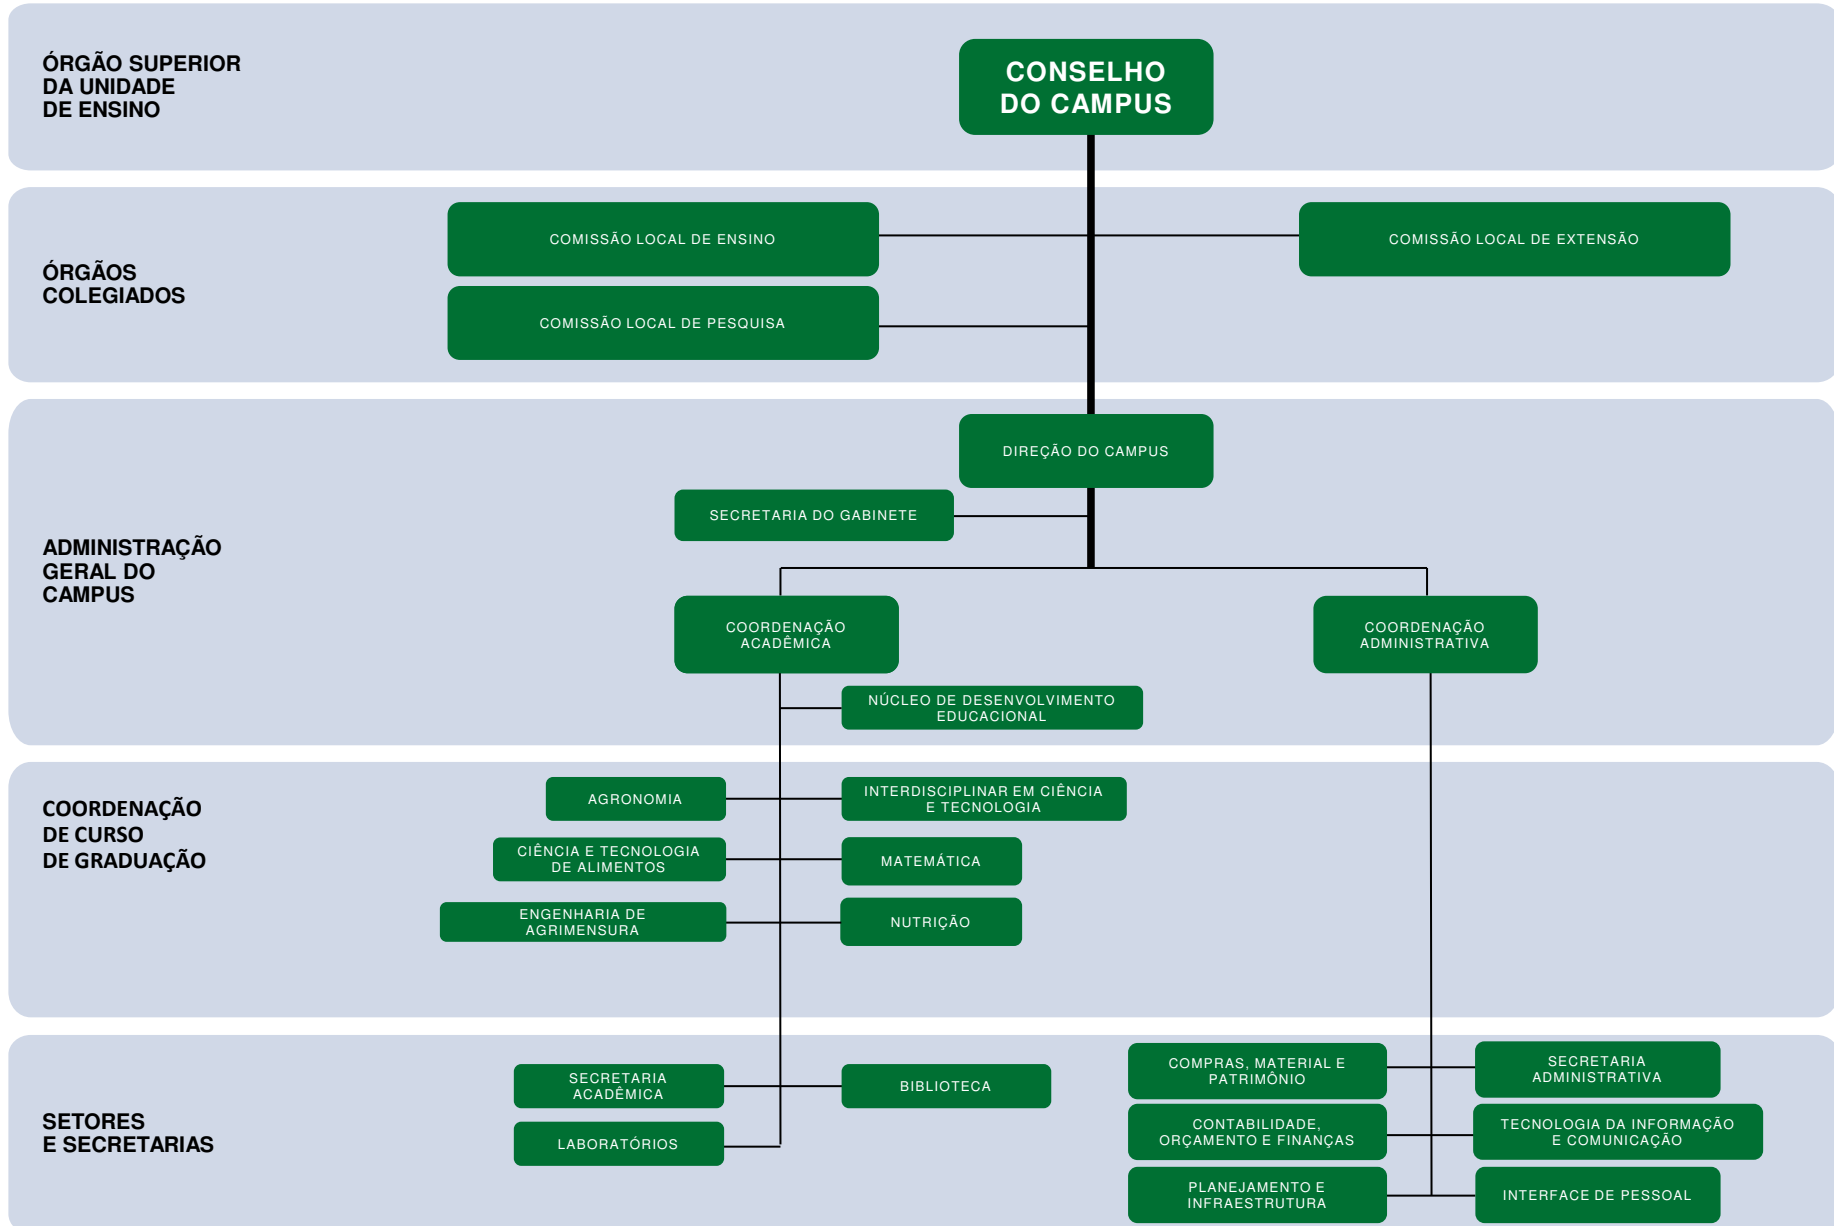 ÓRGÃO SUPERIOR
DA UNIDADE
DE ENSINO
CONSELHO
DO CAMPUS
ÓRGÃOS
COLEGIADOS
COMISSÃO LOCAL DE ENSINO
COMISSÃO LOCAL DE EXTENSÃO
COMISSÃO LOCAL DE PESQUISA
ADMINISTRAÇÃO
GERAL DO
CAMPUS
DIREÇÃO DO CAMPUS
SECRETARIA DO GABINETE
COORDENAÇÃO
ACADÊMICA
COORDENAÇÃO
ADMINISTRATIVA
NÚCLEO DE DESENVOLVIMENTO
EDUCACIONAL
COORDENAÇÃO
DE CURSO
DE GRADUAÇÃO
AGRONOMIA
INTERDISCIPLINAR EM CIÊNCIA
E TECNOLOGIA
CIÊNCIA E TECNOLOGIA
DE ALIMENTOS
MATEMÁTICA
ENGENHARIA DE
AGRIMENSURA
NUTRIÇÃO
SETORES
E SECRETARIAS
SECRETARIA
ACADÊMICA
BIBLIOTECA
LABORATÓRIOS
COMPRAS, MATERIAL E
PATRIMÔNIO
SECRETARIA
ADMINISTRATIVA
CONTABILIDADE,
ORÇAMENTO E FINANÇAS
TECNOLOGIA DA INFORMAÇÃO
E COMUNICAÇÃO
PLANEJAMENTO E
INFRAESTRUTURA
INTERFACE DE PESSOAL